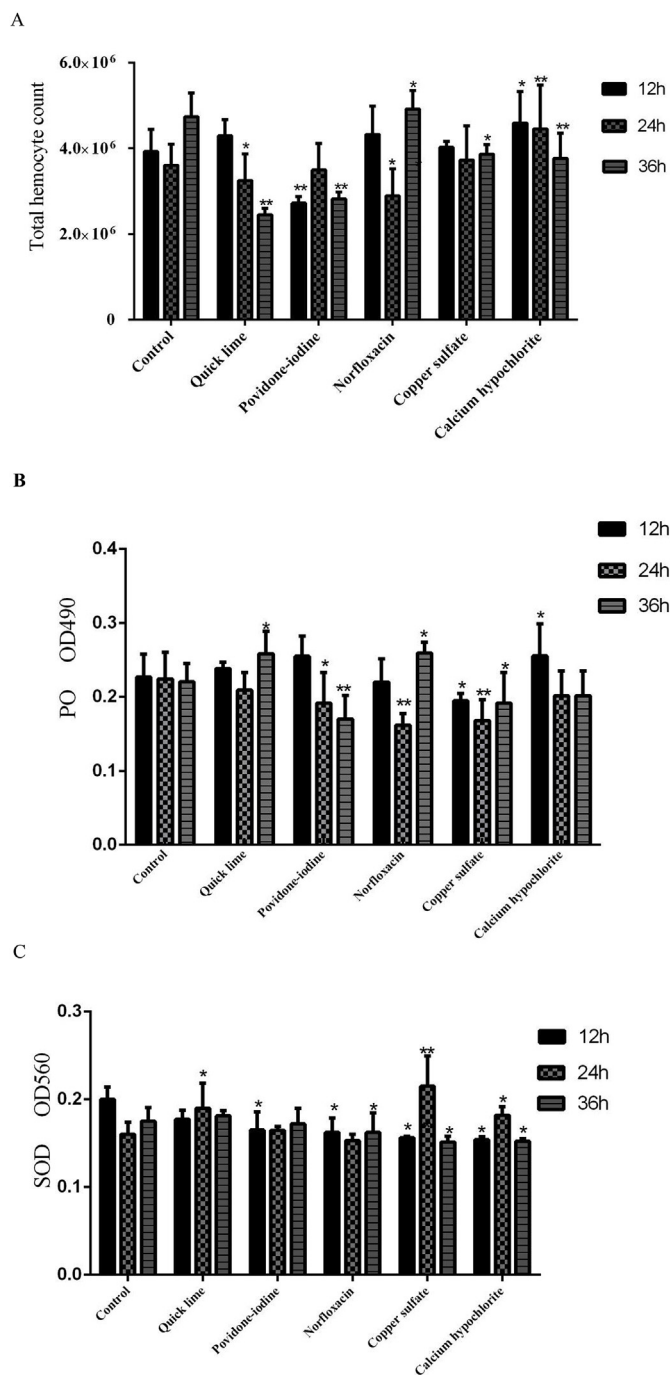 A
Total hemocyte count
6.0×10⁶
4.0×10⁶
2.0×10⁶
0
* ** ** ** * * * * * ** **
12h
24h
36h
Control
Quick lime
Povidone-iodine
Norfloxacin
Copper sulfate
Calcium hypochlorite
B
PO OD490
0.4
0.3
0.2
0.1
0.0
* * ** ** * * ** * *
12h
24h
36h
Control
Quick lime
Povidone-iodine
Norfloxacin
Copper sulfate
Calcium hypochlorite
C
SOD OD560
0.3
0.2
0.1
0.0
* * * * * ** * * * *
12h
24h
36h
Control
Quick lime
Povidone-iodine
Norfloxacin
Copper sulfate
Calcium hypochlorite